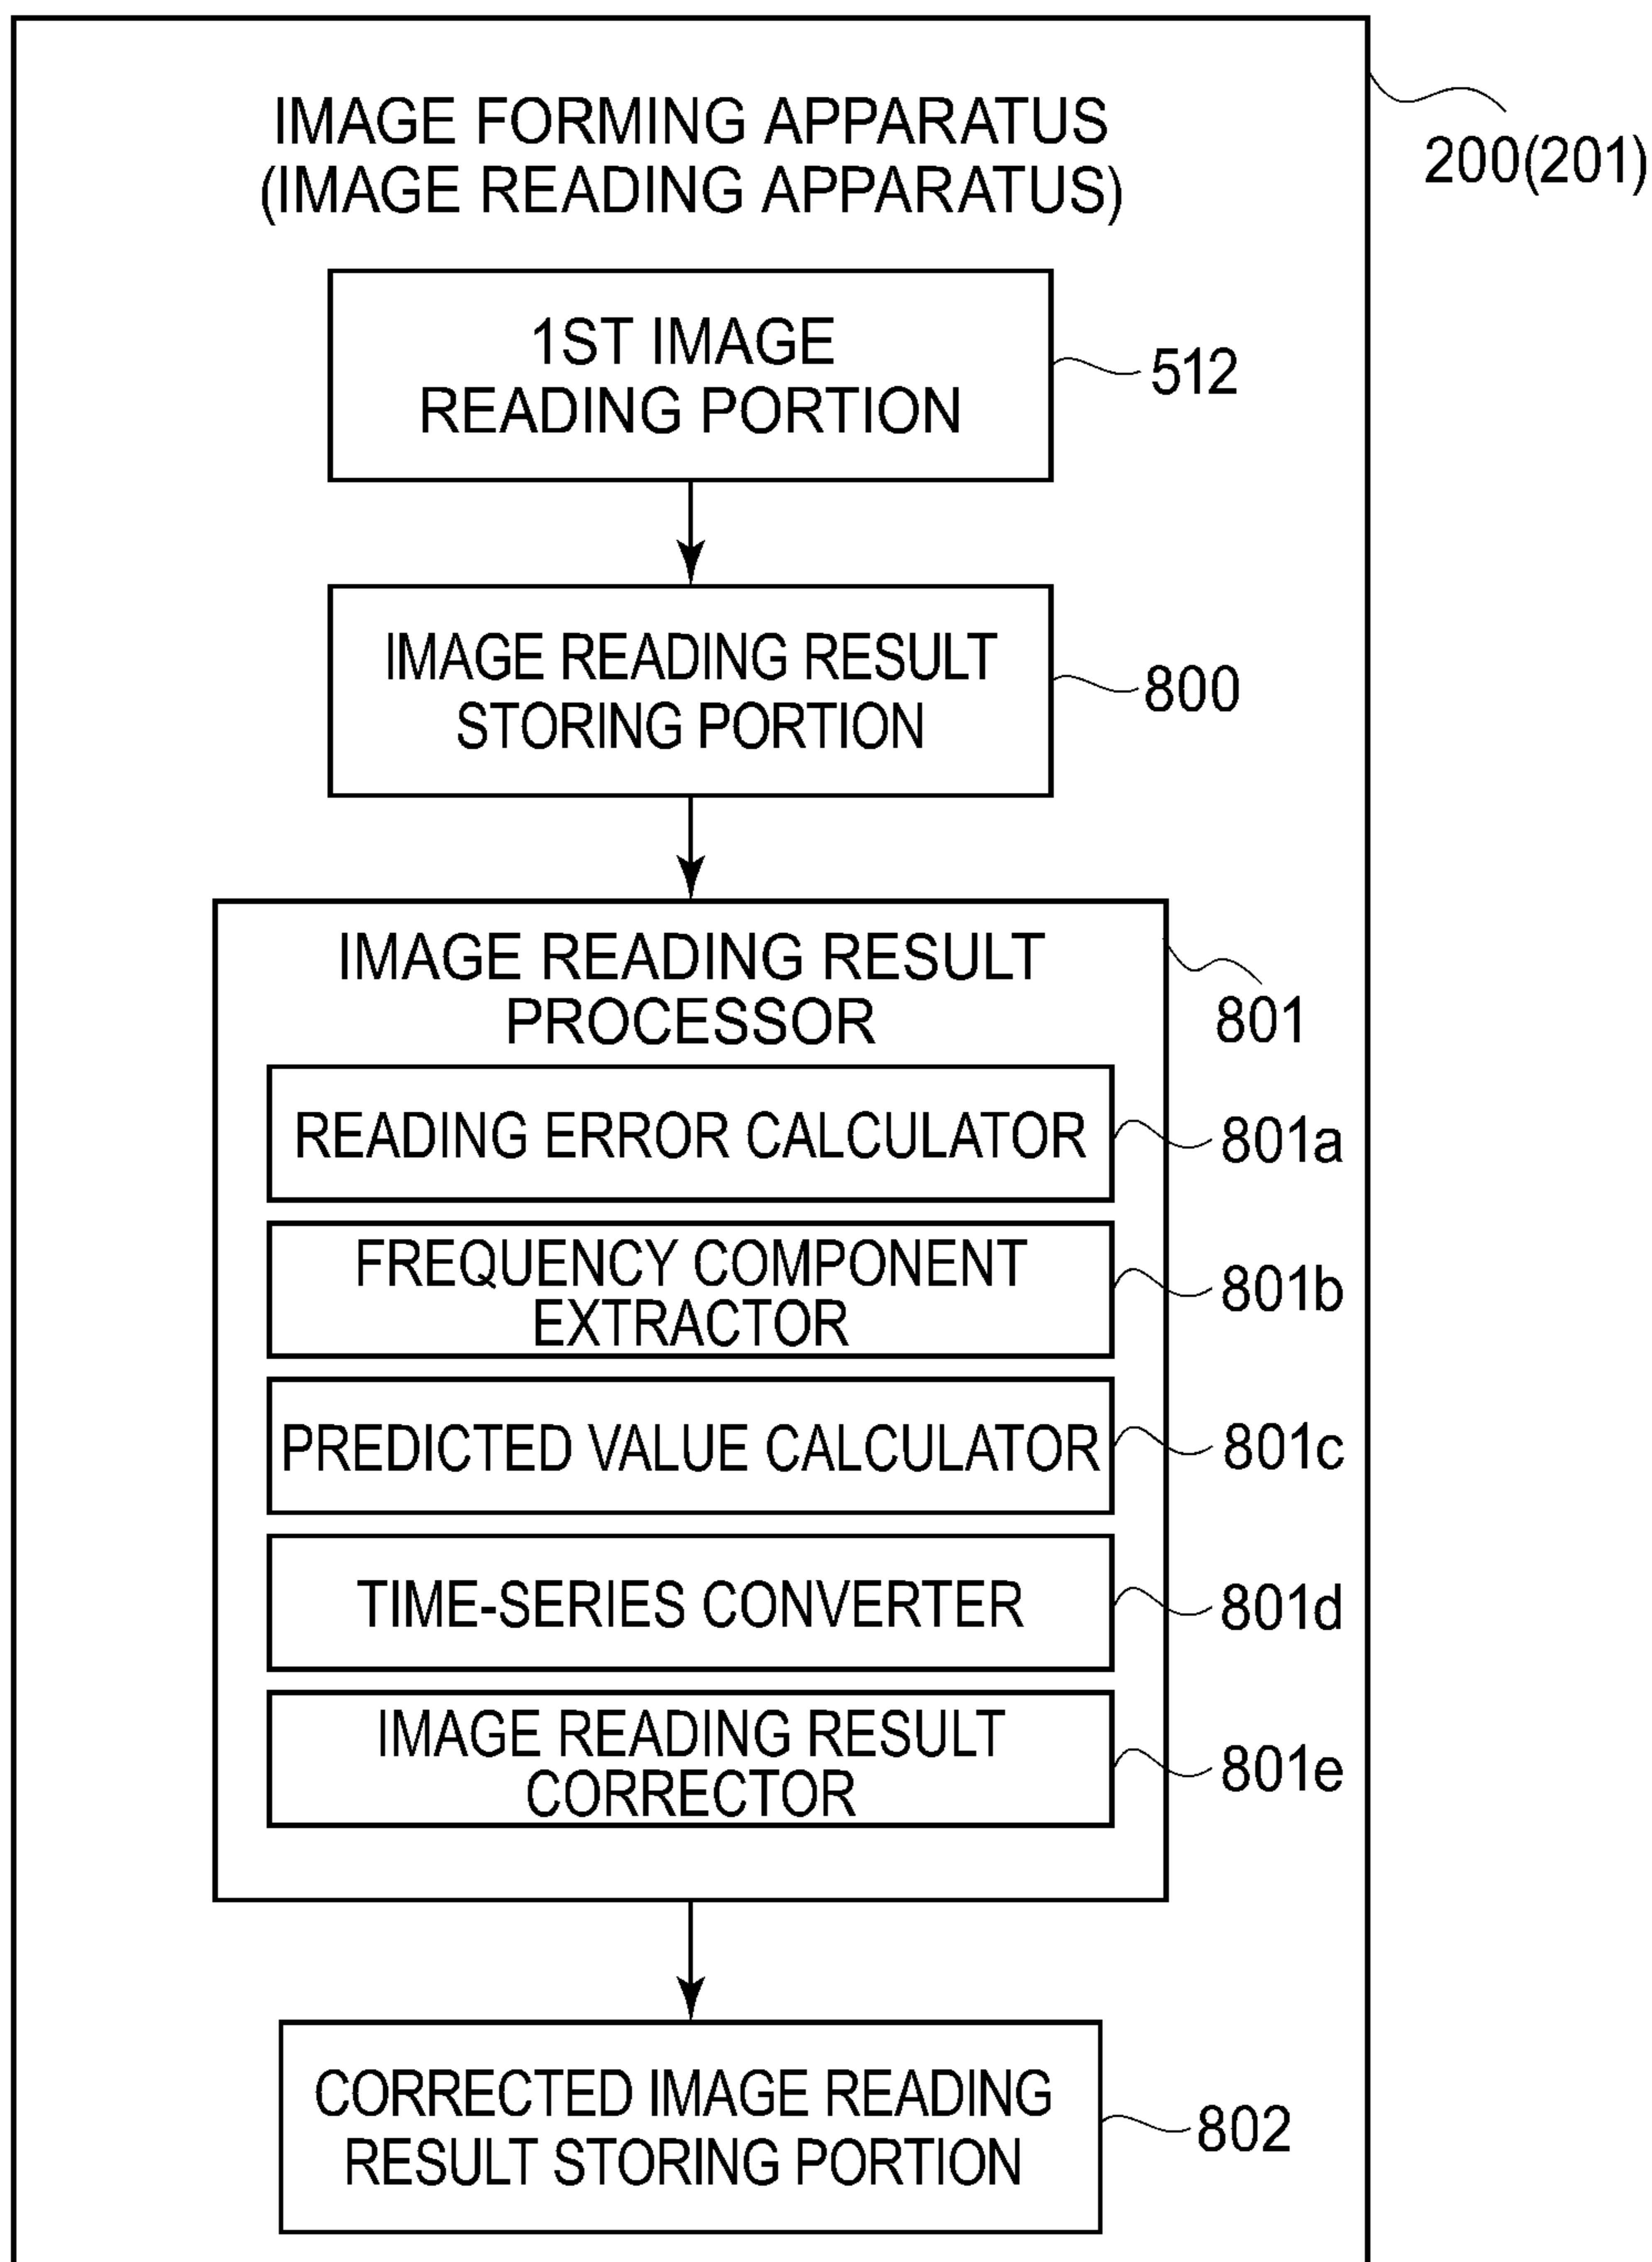 IMAGE FORMING APPARATUS
(IMAGE READING APPARATUS)
200(201)
1ST IMAGE
READING PORTION
512
IMAGE READING RESULT
STORING PORTION
800
IMAGE READING RESULT
PROCESSOR
801
READING ERROR CALCULATOR
801a
FREQUENCY COMPONENT
EXTRACTOR
801b
PREDICTED VALUE CALCULATOR
801c
TIME-SERIES CONVERTER
801d
IMAGE READING RESULT
CORRECTOR
801e
CORRECTED IMAGE READING
RESULT STORING PORTION
802